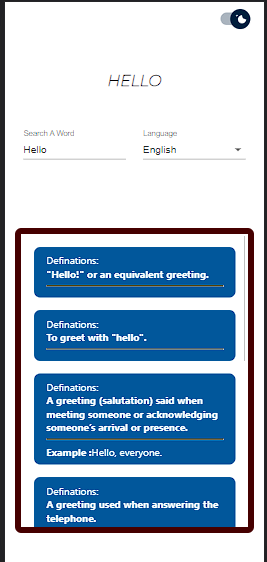 HELLO
Search A Word
Language
Hello
English
Definations:
"Hello!" or an equivalent greeting.
Definations:
To greet with "hello".
Definations:
A greeting (salutation) said when
meeting someone or acknowledging
someone's arrival or presence.
Example :Hello, everyone.
Definations:
A greeting used when answering the
telephone.